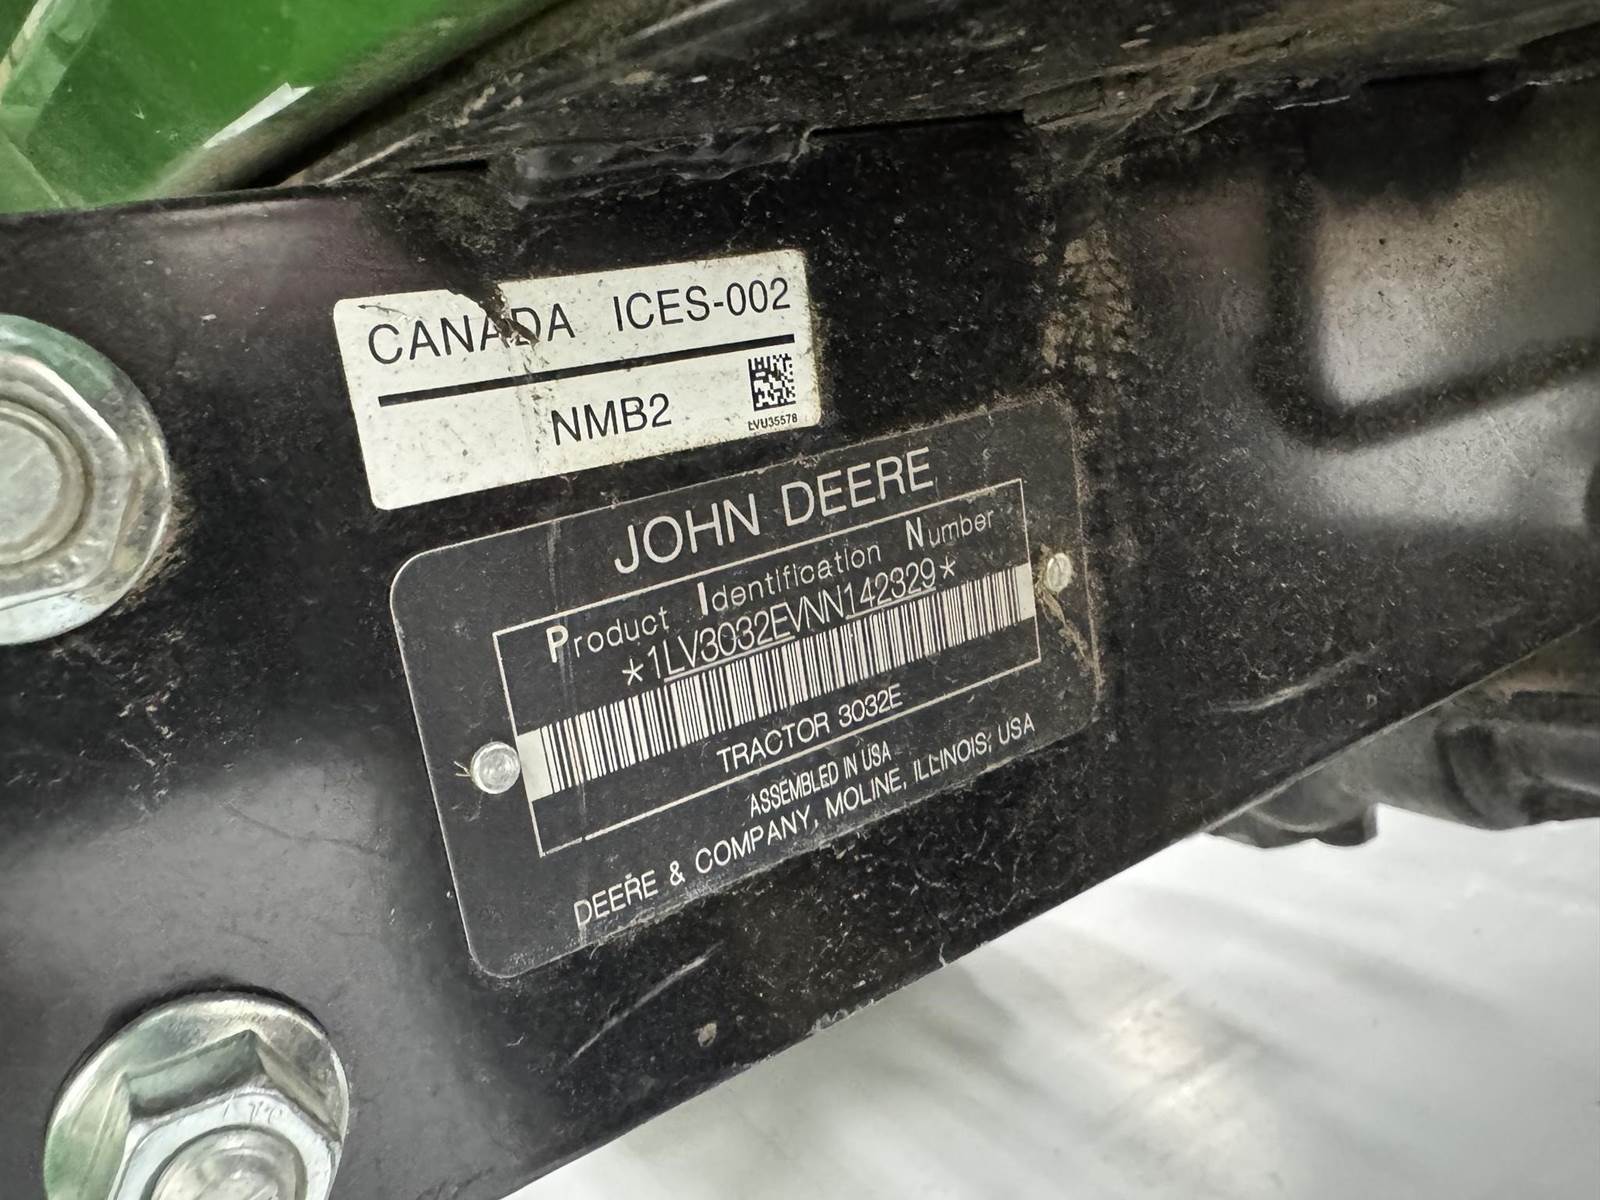 CANADA ICES-002
NMB2
LVU35578
JOHN DEERE
Product Identification Number
*1LV3032EVNN142329*
TRACTOR 3032E
ASSEMBLED IN USA
DEERE & COMPANY, MOLINE, ILLINOIS, USA